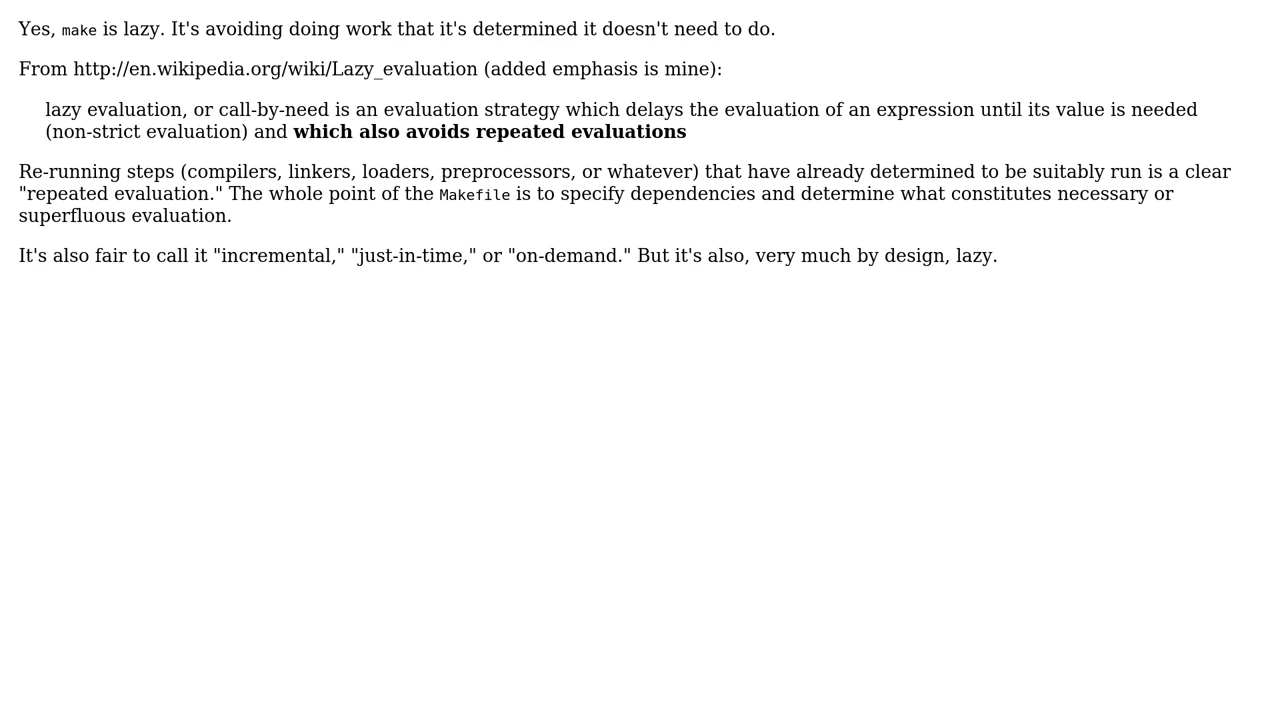 Yes, make is lazy. It's avoiding doing work that it's determined it doesn't need to do.
From http://en.wikipedia.org/wiki/Lazy_evaluation (added emphasis is mine):
lazy evaluation, or call-by-need is an evaluation strategy which delays the evaluation of an expression until its value is needed
(non-strict evaluation) and which also avoids repeated evaluations
Re-running steps (compilers, linkers, loaders, preprocessors, or whatever) that have already determined to be suitably run is a clear
"repeated evaluation." The whole point of the Makefile is to specify dependencies and determine what constitutes necessary or
superfluous evaluation.
It's also fair to call it "incremental," "just-in-time," or "on-demand." But it's also, very much by design, lazy.